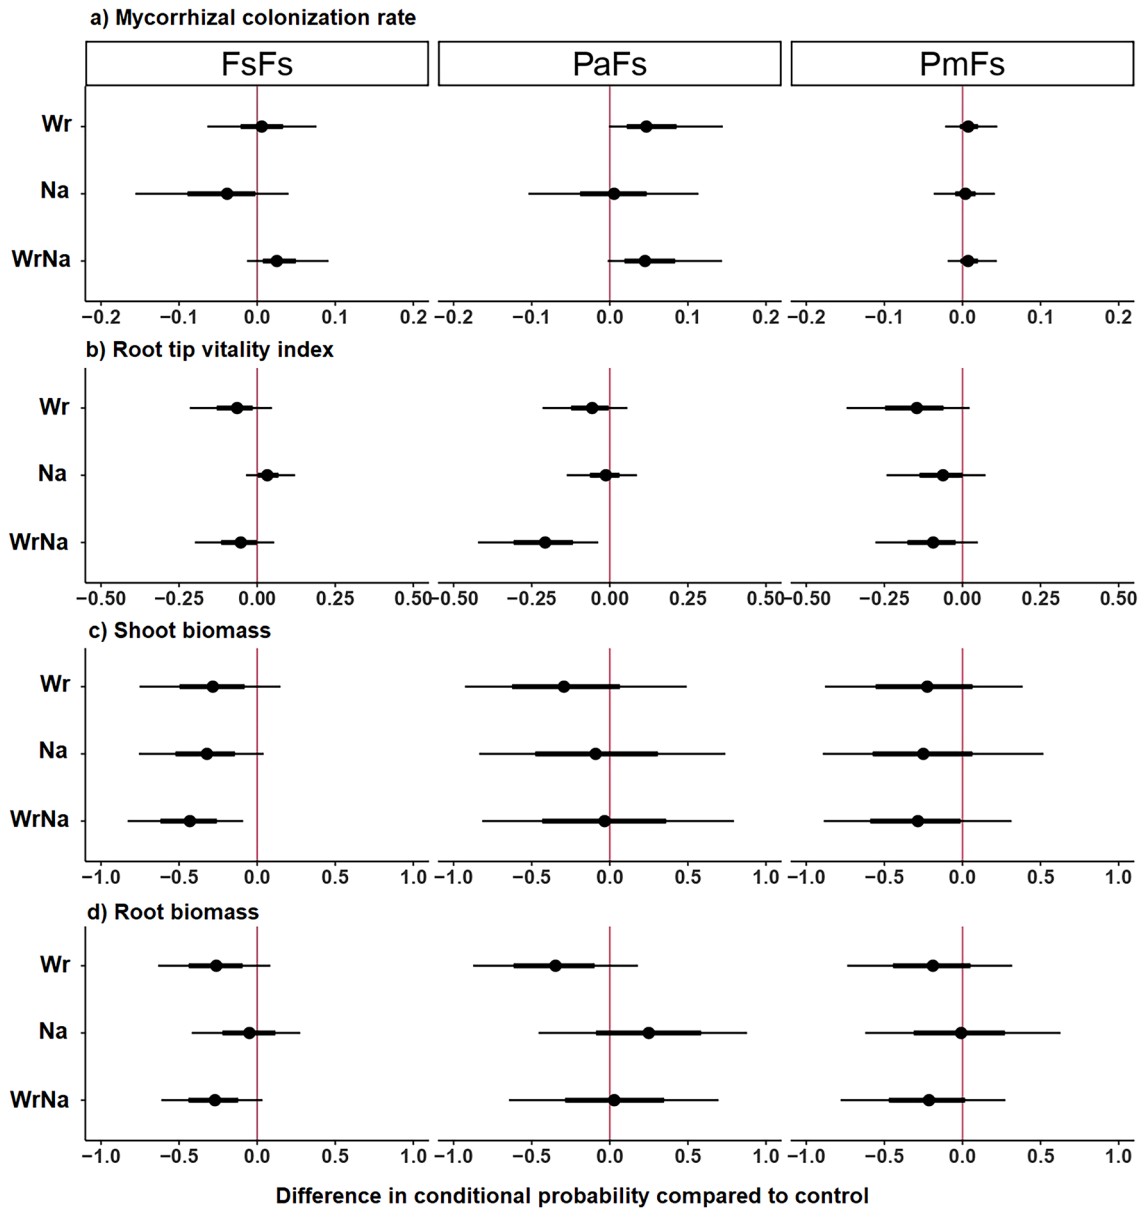 a) Mycorrhizal colonization rate
FsFs PaFs PmFs
Wr
Na
WrNa
−0.2 −0.1 0.0 0.1 0.2 −0.2 −0.1 0.0 0.1 0.2 −0.2 −0.1 0.0 0.1 0.2
b) Root tip vitality index
Wr
Na
WrNa
−0.50 −0.25 0.00 0.25 0.50 −0.50 −0.25 0.00 0.25 0.50 −0.50 −0.25 0.00 0.25 0.50
c) Shoot biomass
Wr
Na
WrNa
−1.0 −0.5 0.0 0.5 1.0 −1.0 −0.5 0.0 0.5 1.0 −1.0 −0.5 0.0 0.5 1.0
d) Root biomass
Wr
Na
WrNa
−1.0 −0.5 0.0 0.5 1.0 −1.0 −0.5 0.0 0.5 1.0 −1.0 −0.5 0.0 0.5 1.0
Difference in conditional probability compared to control